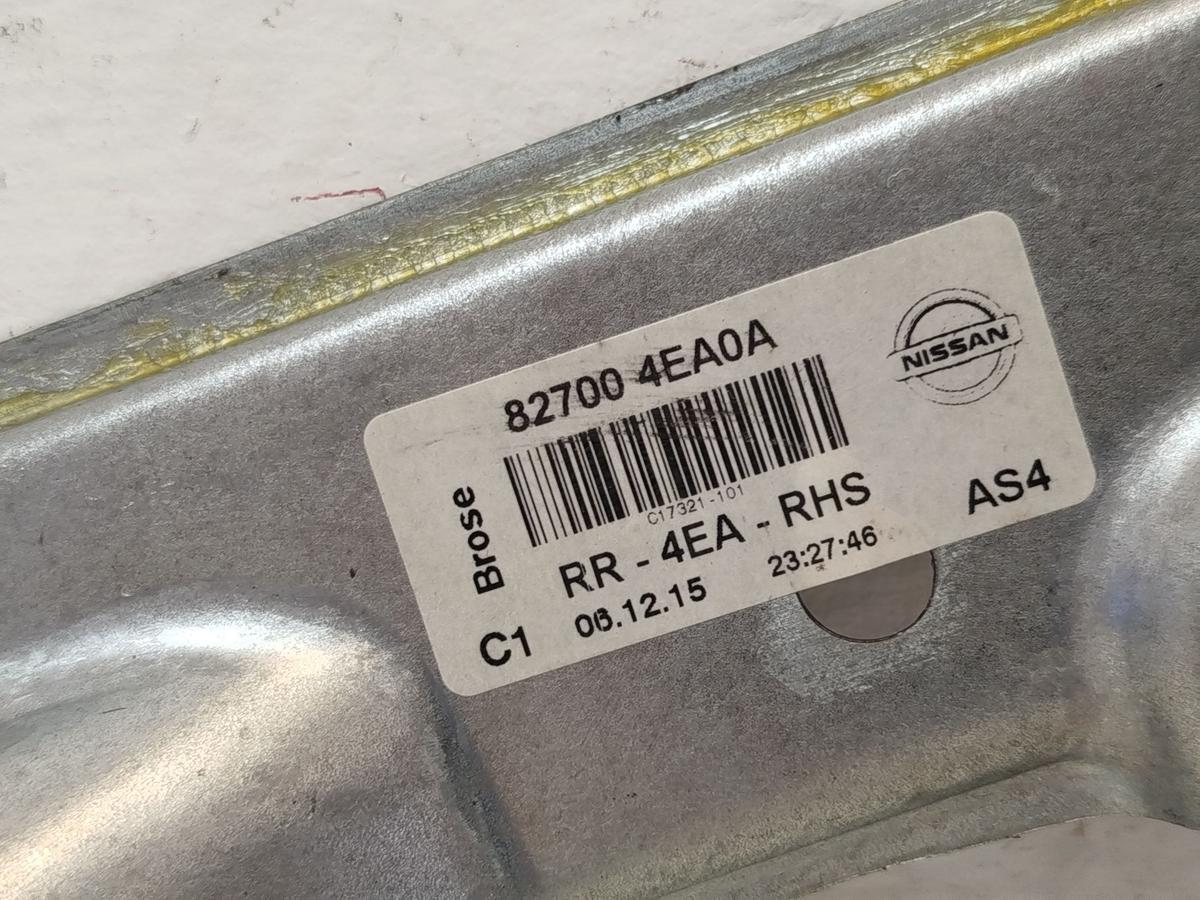 82700 4EA0A
NISSAN
Brose
C17321-101
RR - 4EA - RHS
AS4
C1
06.12.15 23:27:46